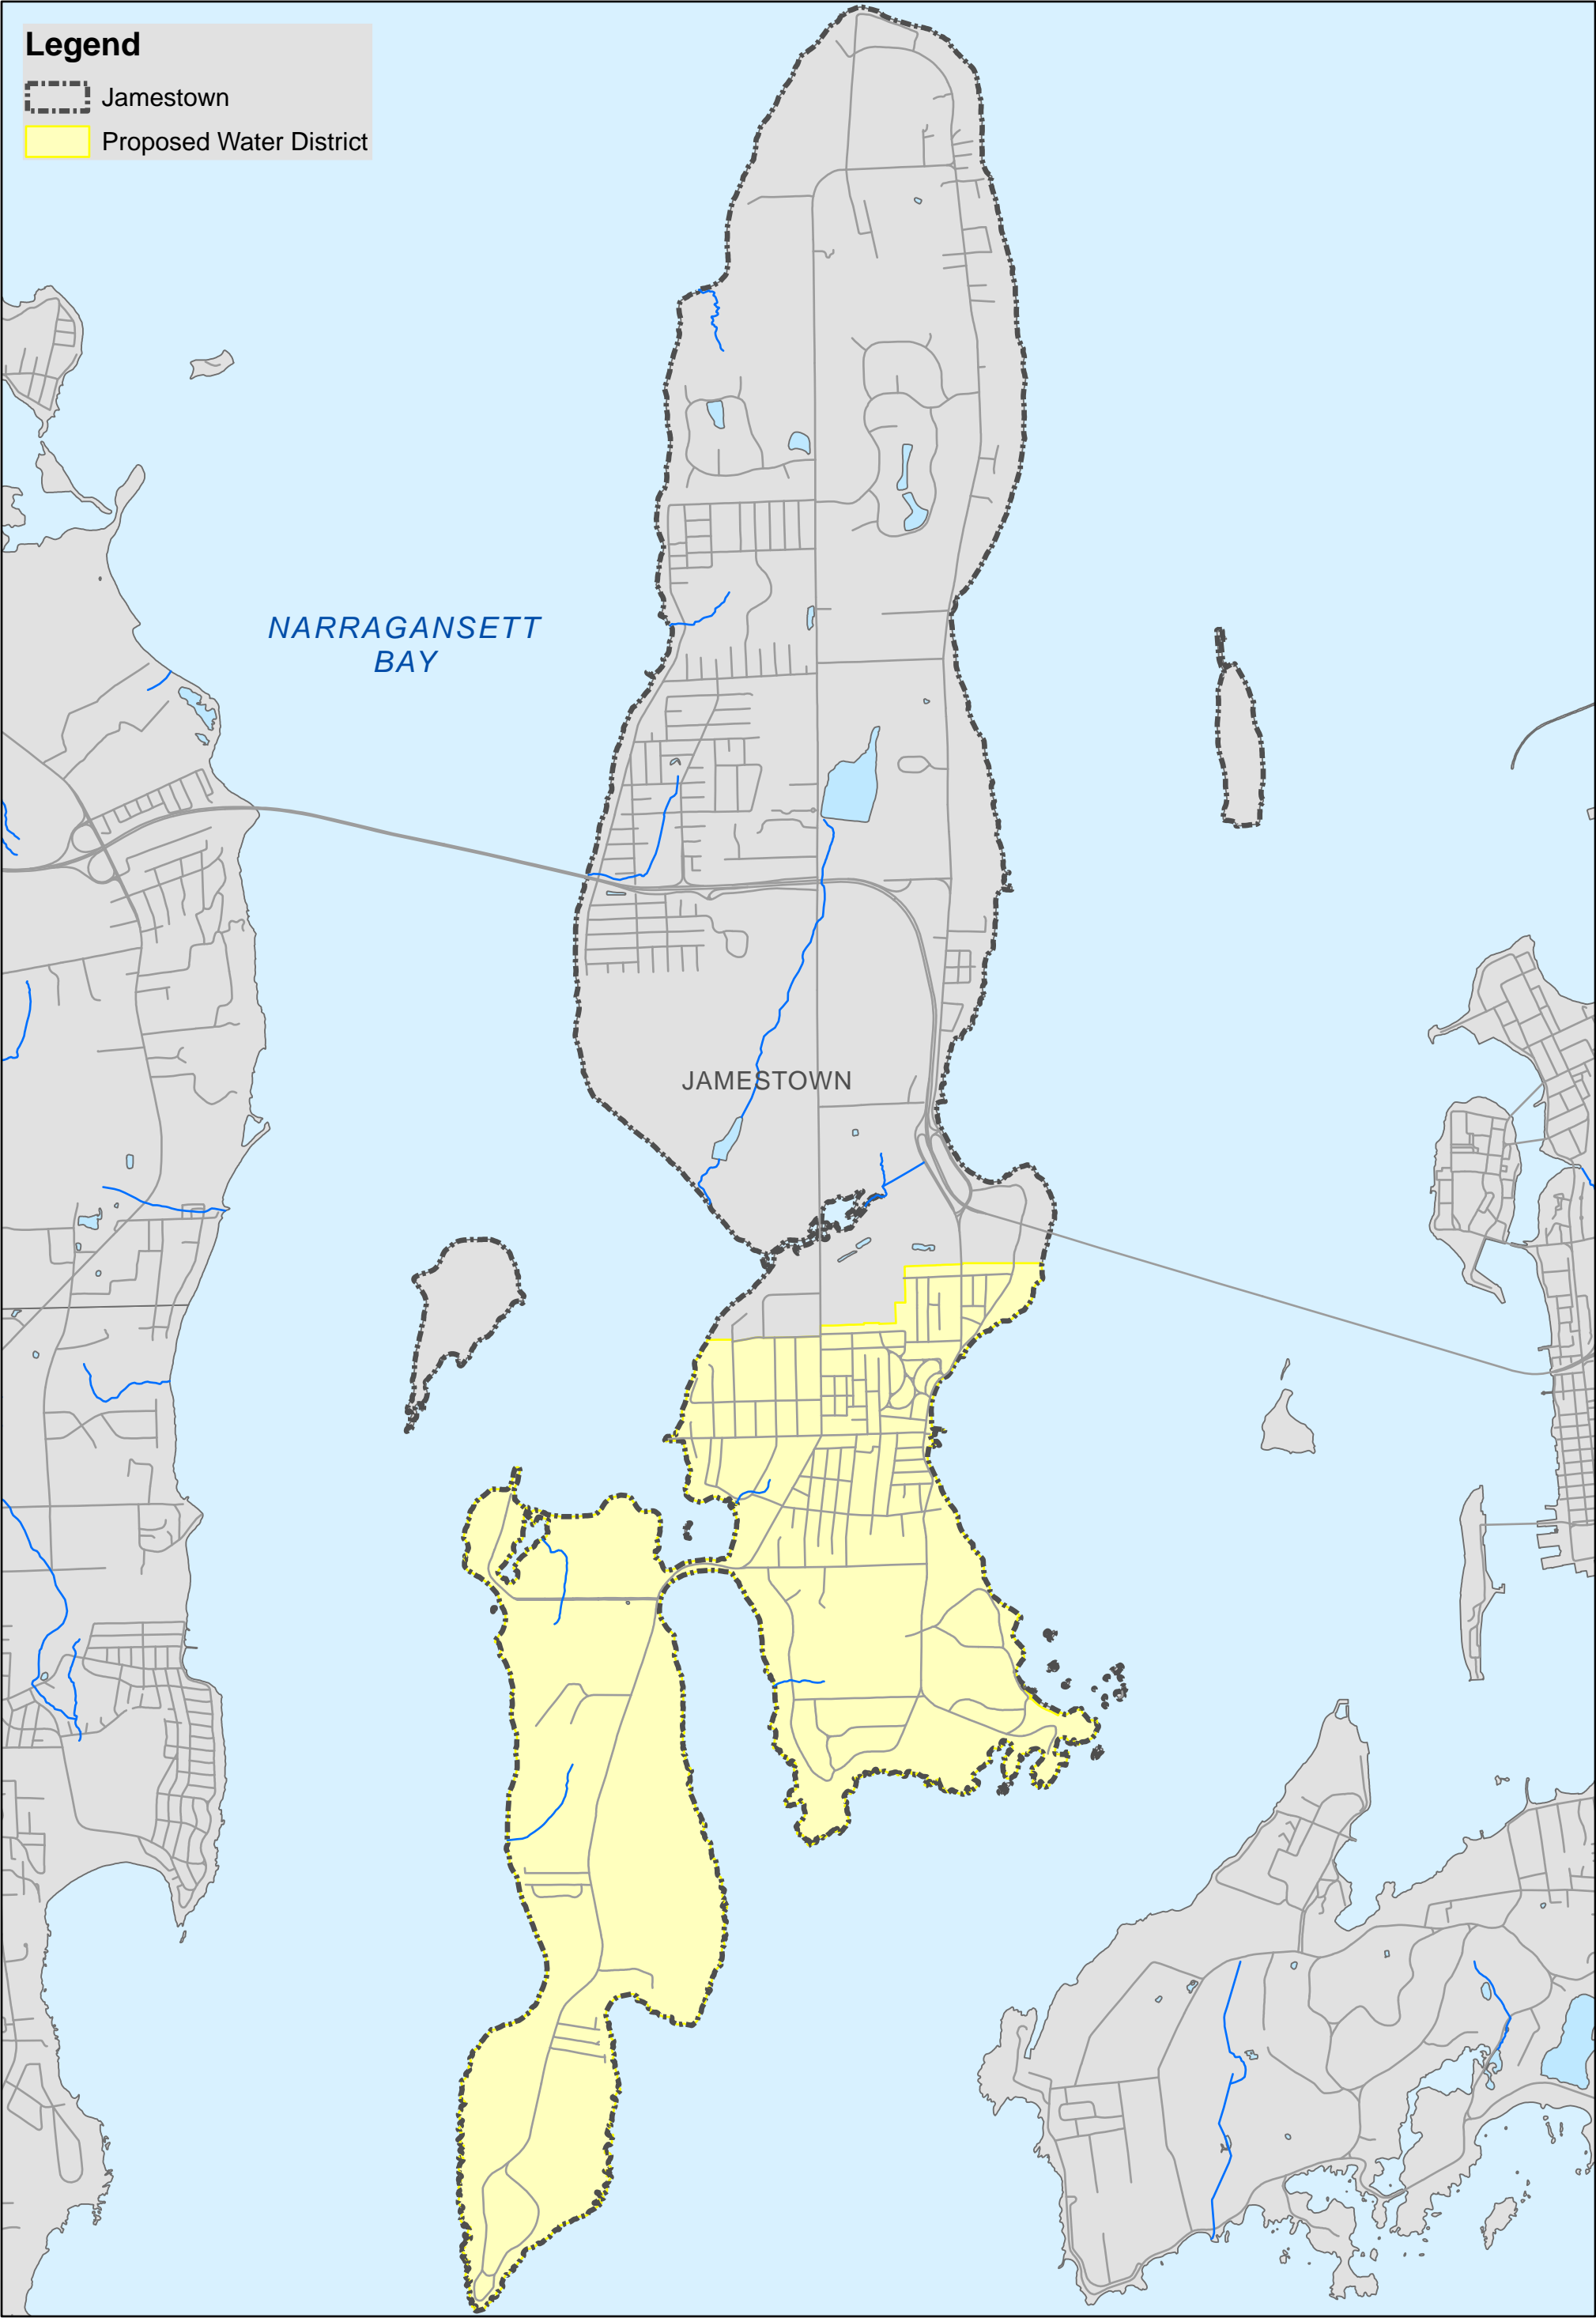 Legend
Jamestown
Proposed Water District
NARRAGANSETT
BAY
JAMESTOWN